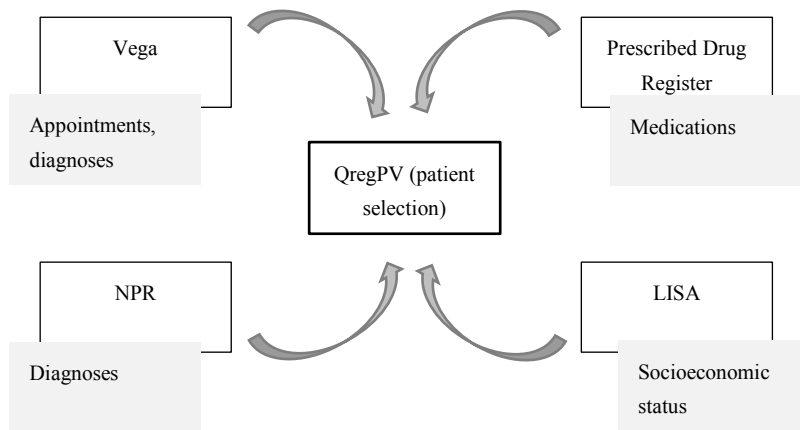 Vega
Appointments,
diagnoses
Prescribed Drug
Register
Medications
QregPV (patient
selection)
NPR
Diagnoses
LISA
Socioeconomic
status